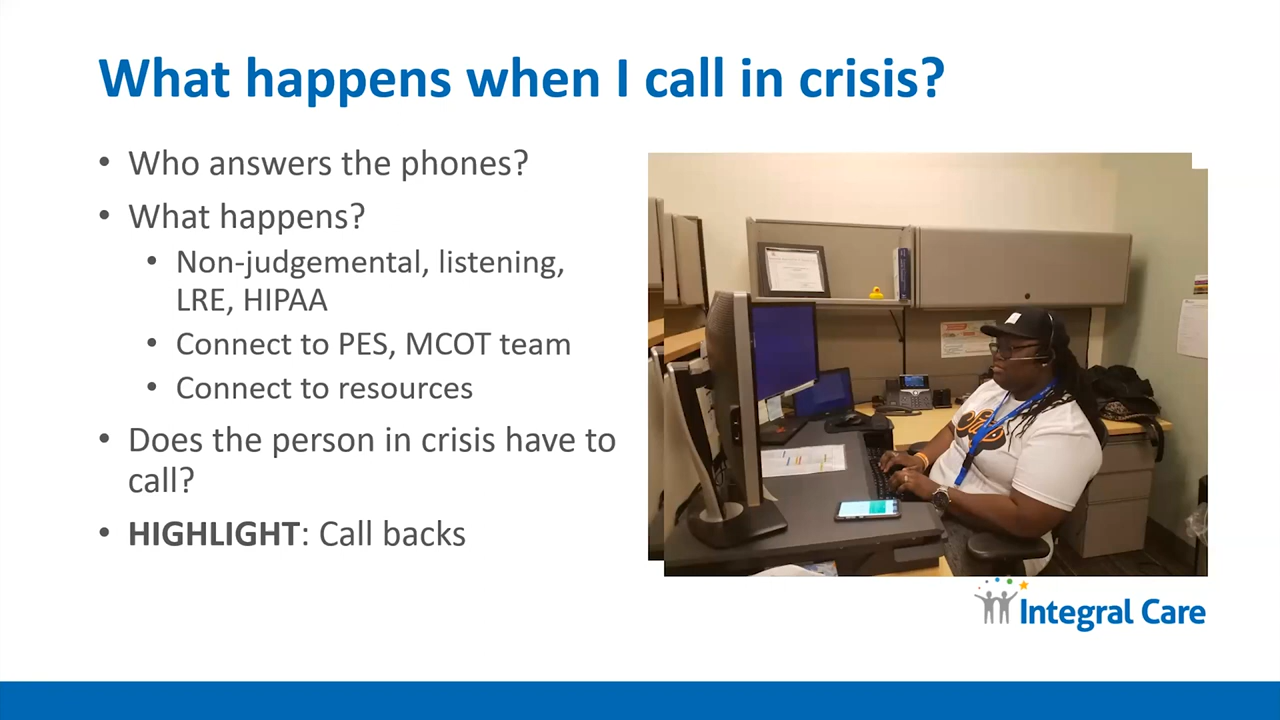 What happens when I call in crisis?
• Who answers the phones?
• What happens?
• Non-judgemental, listening,
LRE, HIPAA
• Connect to PES, MCOT team
• Connect to resources
• Does the person in crisis have to
call?
• HIGHLIGHT: Call backs
Integral Care